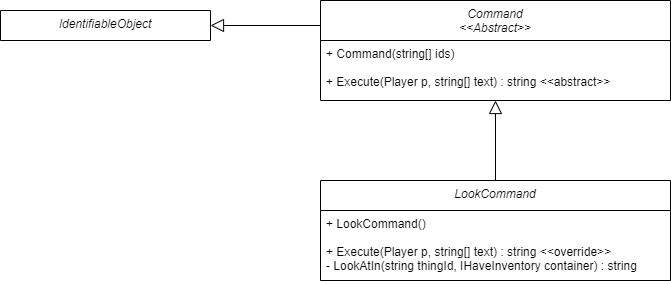 IdentifiableObject
Command
<<Abstract>>
+ Command(string[] ids)
+ Execute(Player p, string[] text) : string <<abstract>>
LookCommand
+ LookCommand()
+ Execute(Player p, string[] text) : string <<override>>
- LookAtIn(string thingId, IHaveInventory container) : string